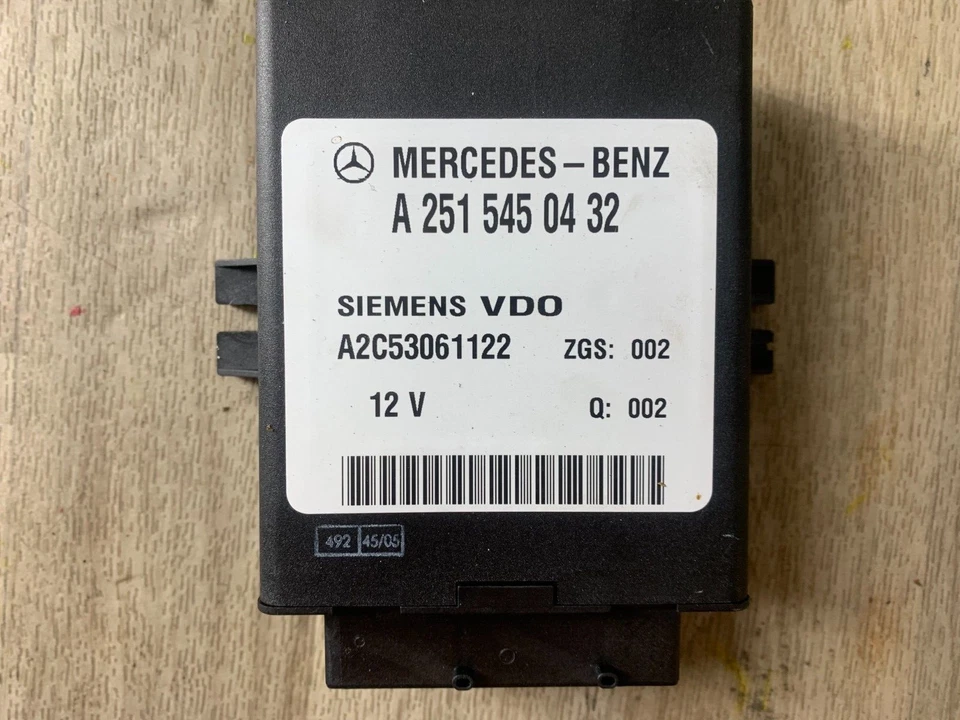 MERCEDES – BENZ
A 251 545 04 32
SIEMENS VDO
A2C53061122 ZGS: 002
12 V Q: 002
492 45/05